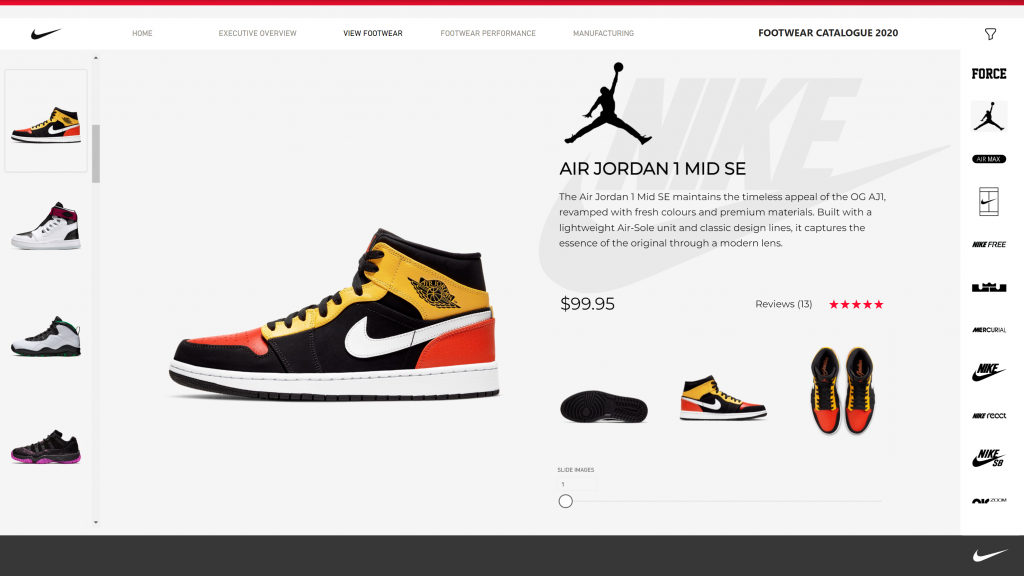 HOME
EXECUTIVE OVERVIEW
VIEW FOOTWEAR
FOOTWEAR PERFORMANCE
MANUFACTURING
FOOTWEAR CATALOGUE 2020
NIKE
AIR JORDAN 1 MID SE
The Air Jordan 1 Mid SE maintains the timeless appeal of the OG AJ1,
revamped with fresh colours and premium materials. Built with a
lightweight Air-Sole unit and classic design lines, it captures the
essence of the original through a modern lens.
$99.95
Reviews (13)
SLIDE IMAGES
1
FORCE
AIR MAX
NIKE FREE
MERCURIAL
NIKE
NIKE react
NIKE
SB
ZOOM